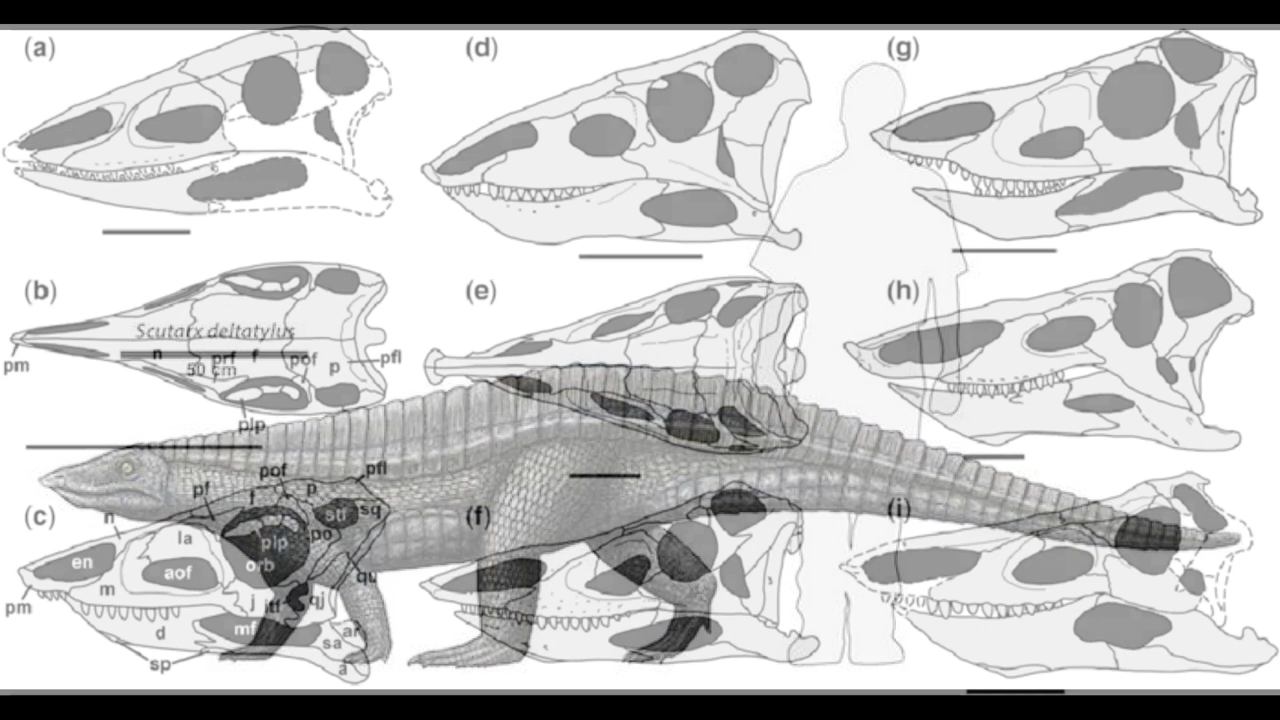 (a)
(d)
(g)
(b)
(e)
(h)
Scutarx deltatylus
n prf f pof p pfl
50 cm
pm
plp
pof pfl
pf f p
sti sq
(c)
(f)
(i)
n la plp po
en aof orb qu
m j itf qj
pm
d mf ar
sa
sp a